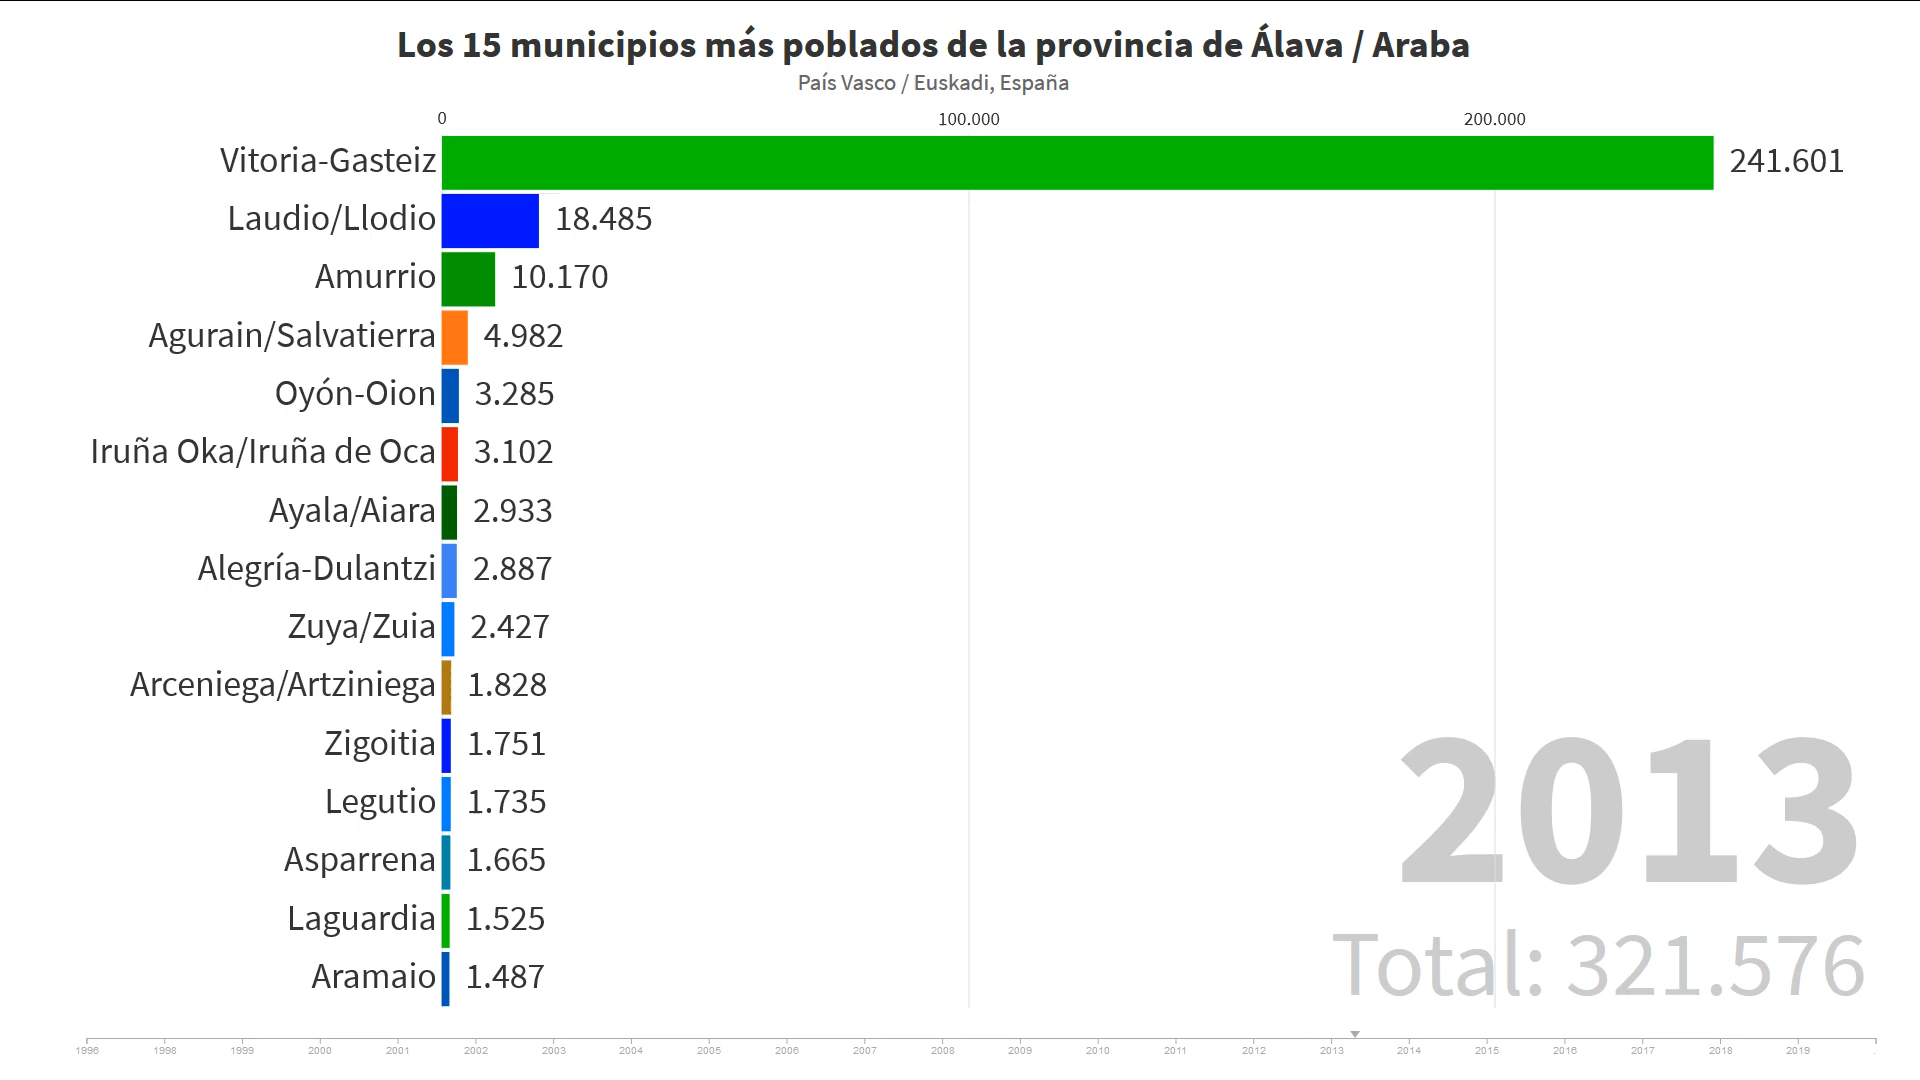 Los 15 municipios más poblados de la provincia de Álava / Araba
País Vasco / Euskadi, España
0 100.000 200.000
Vitoria-Gasteiz 241.601
Laudio/Llodio 18.485
Amurrio 10.170
Agurain/Salvatierra 4.982
Oyón-Oion 3.285
Iruña Oka/Iruña de Oca 3.102
Ayala/Aiara 2.933
Alegría-Dulantzi 2.887
Zuya/Zuia 2.427
Arceniega/Artziniega 1.828
Zigoitia 1.751
Legutio 1.735
Asparrena 1.665
Laguardia 1.525
Aramaio 1.487
2013
Total: 321.576
1996 1998 1999 2000 2001 2002 2003 2004 2005 2006 2007 2008 2009 2010 2011 2012 2013 2014 2015 2016 2017 2018 2019